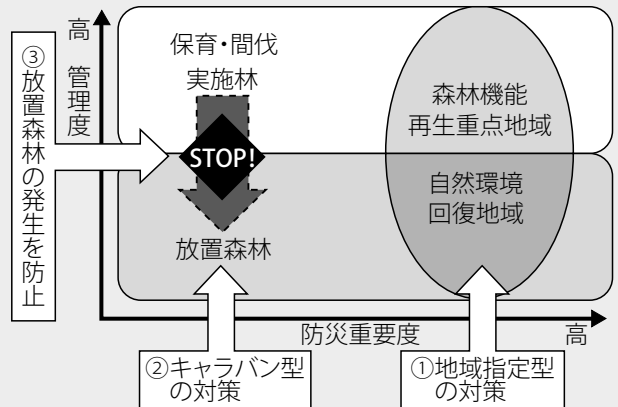 高
管理度
③放置森林の発生を防止
保育・間伐
実施林
STOP!
放置森林
森林機能
再生重点地域
自然環境
回復地域
防災重要度
高
②キャラバン型
の対策
①地域指定型
の対策